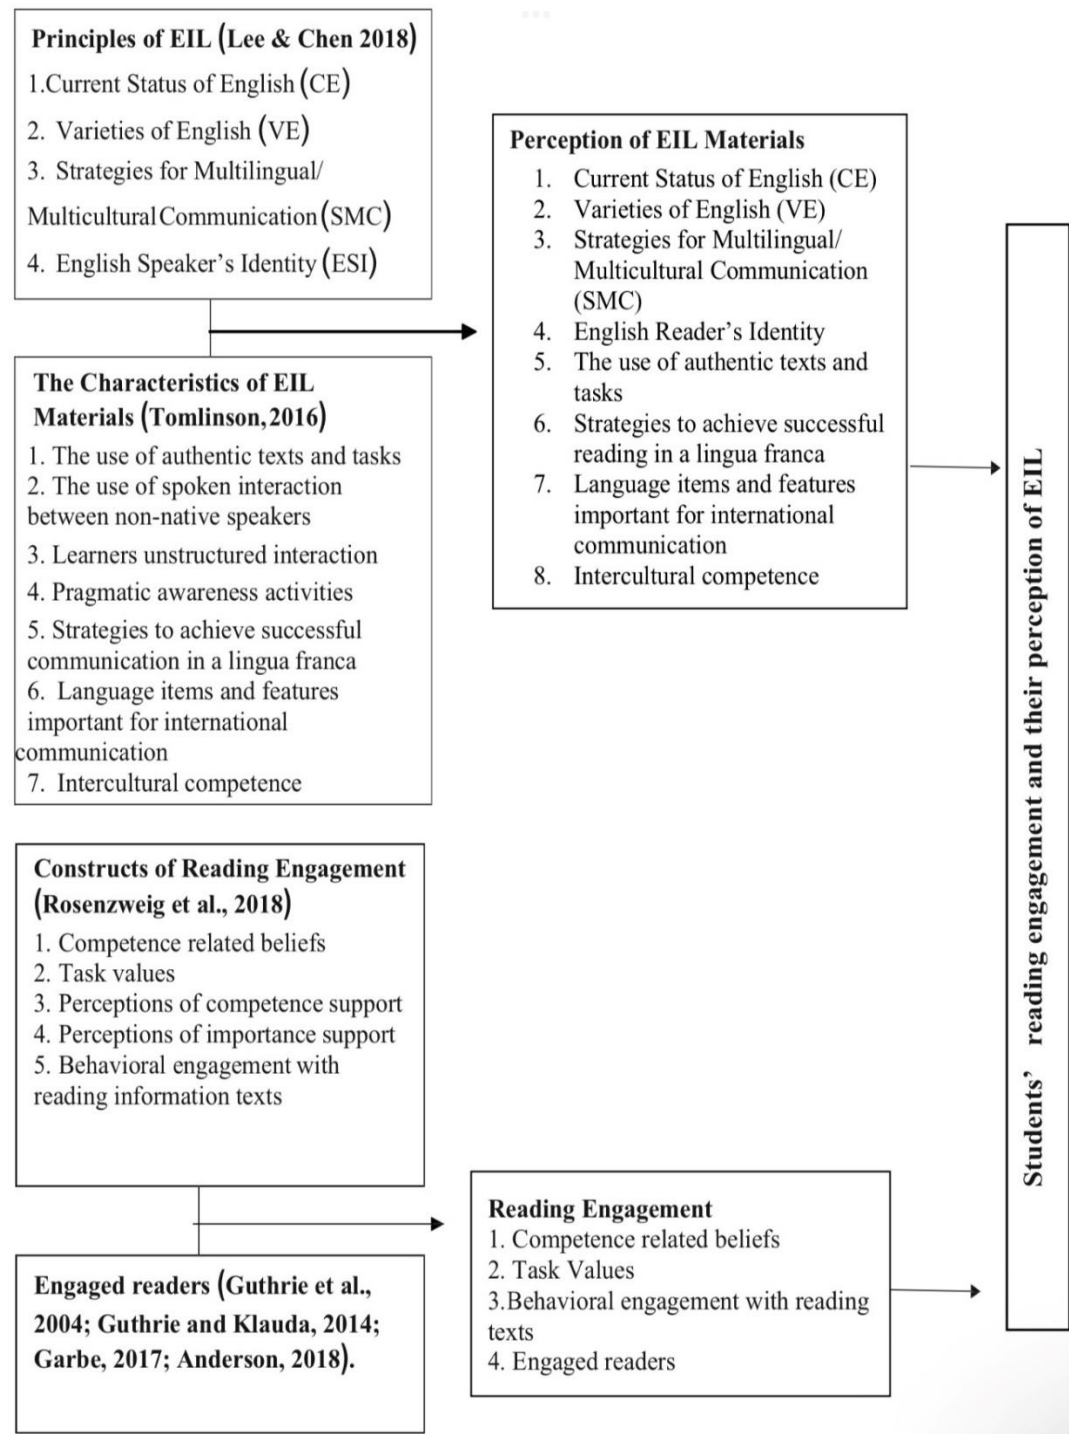 Principles of EIL (Lee & Chen 2018)
1.Current Status of English (CE)
2. Varieties of English (VE)
3. Strategies for Multilingual/
Multicultural Communication (SMC)
4. English Speaker’s Identity (ESI)
The Characteristics of EIL
Materials (Tomlinson, 2016)
1. The use of authentic texts and tasks
2. The use of spoken interaction
between non-native speakers
3. Learners unstructured interaction
4. Pragmatic awareness activities
5. Strategies to achieve successful
communication in a lingua franca
6. Language items and features
important for international
communication
7. Intercultural competence
Perception of EIL Materials
1. Current Status of English (CE)
2. Varieties of English (VE)
3. Strategies for Multilingual/
Multicultural Communication
(SMC)
4. English Reader’s Identity
5. The use of authentic texts and
tasks
6. Strategies to achieve successful
reading in a lingua franca
7. Language items and features
important for international
communication
8. Intercultural competence
Constructs of Reading Engagement
(Rosenzweig et al., 2018)
1. Competence related beliefs
2. Task values
3. Perceptions of competence support
4. Perceptions of importance support
5. Behavioral engagement with
reading information texts
Engaged readers (Guthrie et al.,
2004; Guthrie and Klauda, 2014;
Garbe, 2017; Anderson, 2018).
Reading Engagement
1. Competence related beliefs
2. Task Values
3.Behavioral engagement with reading
texts
4. Engaged readers
Students’ reading engagement and their perception of EIL